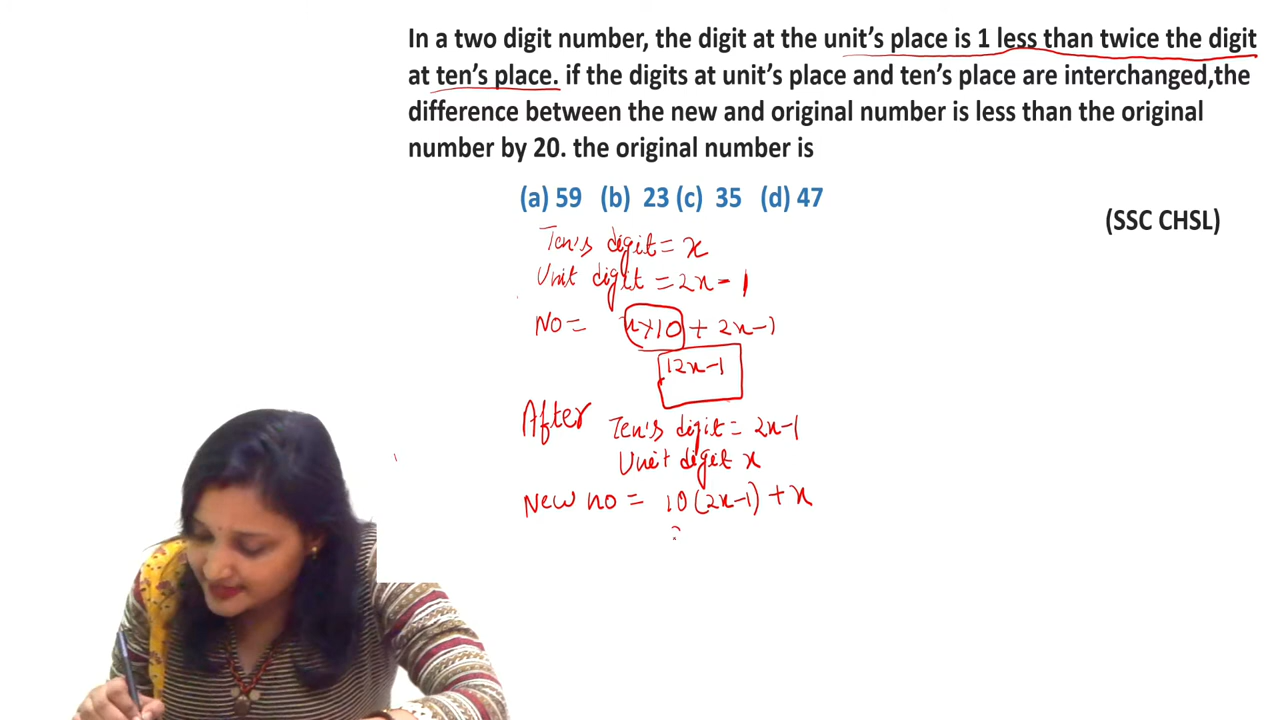 In a two digit number, the digit at the unit's place is 1 less than twice the digit
at ten's place. if the digits at unit's place and ten's place are interchanged,the
difference between the new and original number is less than the original
number by 20. the original number is
(a) 59 (b) 23 (c) 35 (d) 47
(SSC CHSL)
Ten's digit = x
Unit digit = 2x - 1
No = x×10 + 2x-1
12x-1
After Ten's digit = 2x-1
Unit digit x
New no = 10(2x-1) + x